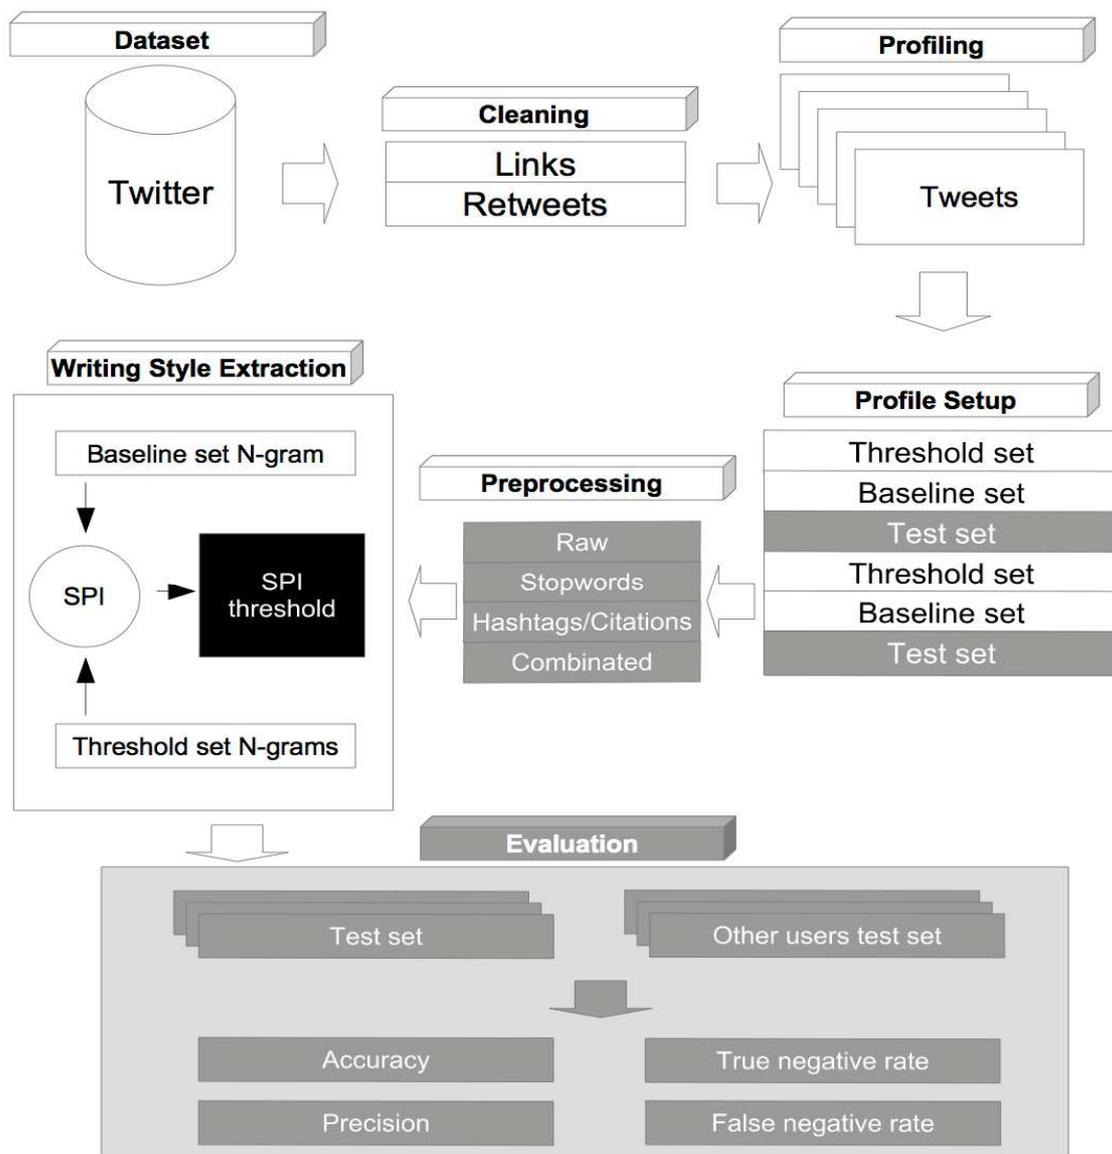 Dataset
Twitter
Cleaning
Links
Retweets
Profiling
Tweets
Profile Setup
Threshold set
Baseline set
Test set
Threshold set
Baseline set
Test set
Preprocessing
Raw
Stopwords
Hashtags/Citations
Combinated
Writing Style Extraction
Baseline set N-gram
SPI
SPI
threshold
Threshold set N-grams
Evaluation
Test set
Other users test set
Accuracy
True negative rate
Precision
False negative rate